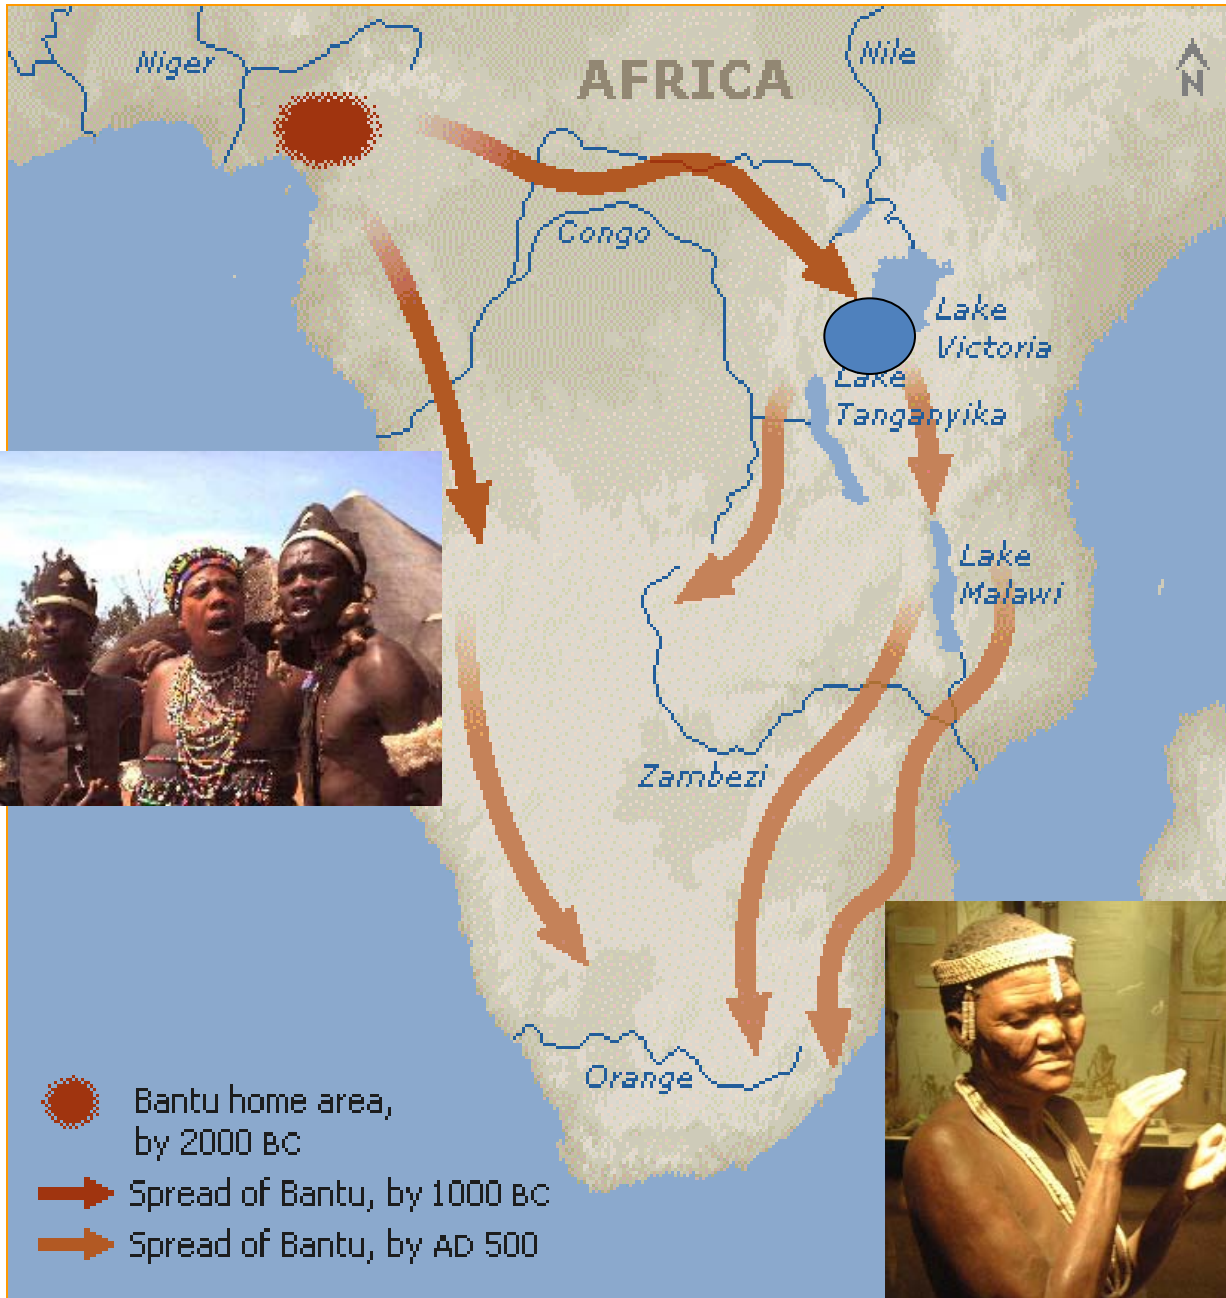 Niger
AFRICA
Nile
N
Congo
Lake
Victoria
Lake
Tanganyika
Lake
Malawi
Zambezi
Orange
Bantu home area,
by 2000 BC
Spread of Bantu, by 1000 BC
Spread of Bantu, by AD 500